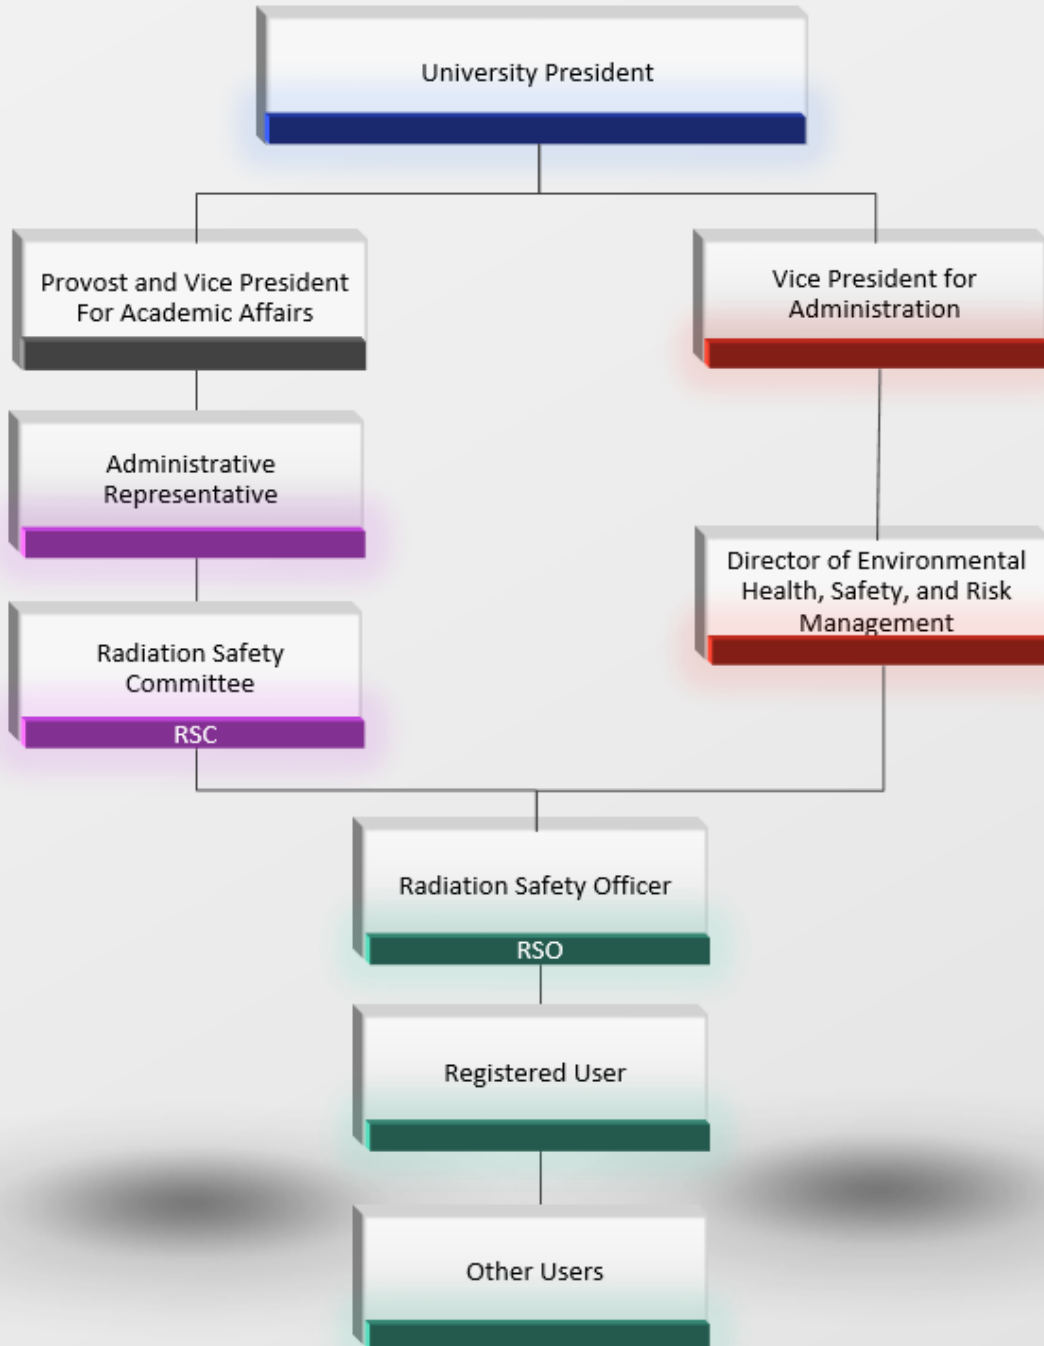 University President
Provost and Vice President
For Academic Affairs
Vice President for
Administration
Administrative
Representative
Director of Environmental
Health, Safety, and Risk
Management
Radiation Safety
Committee
RSC
Radiation Safety Officer
RSO
Registered User
Other Users